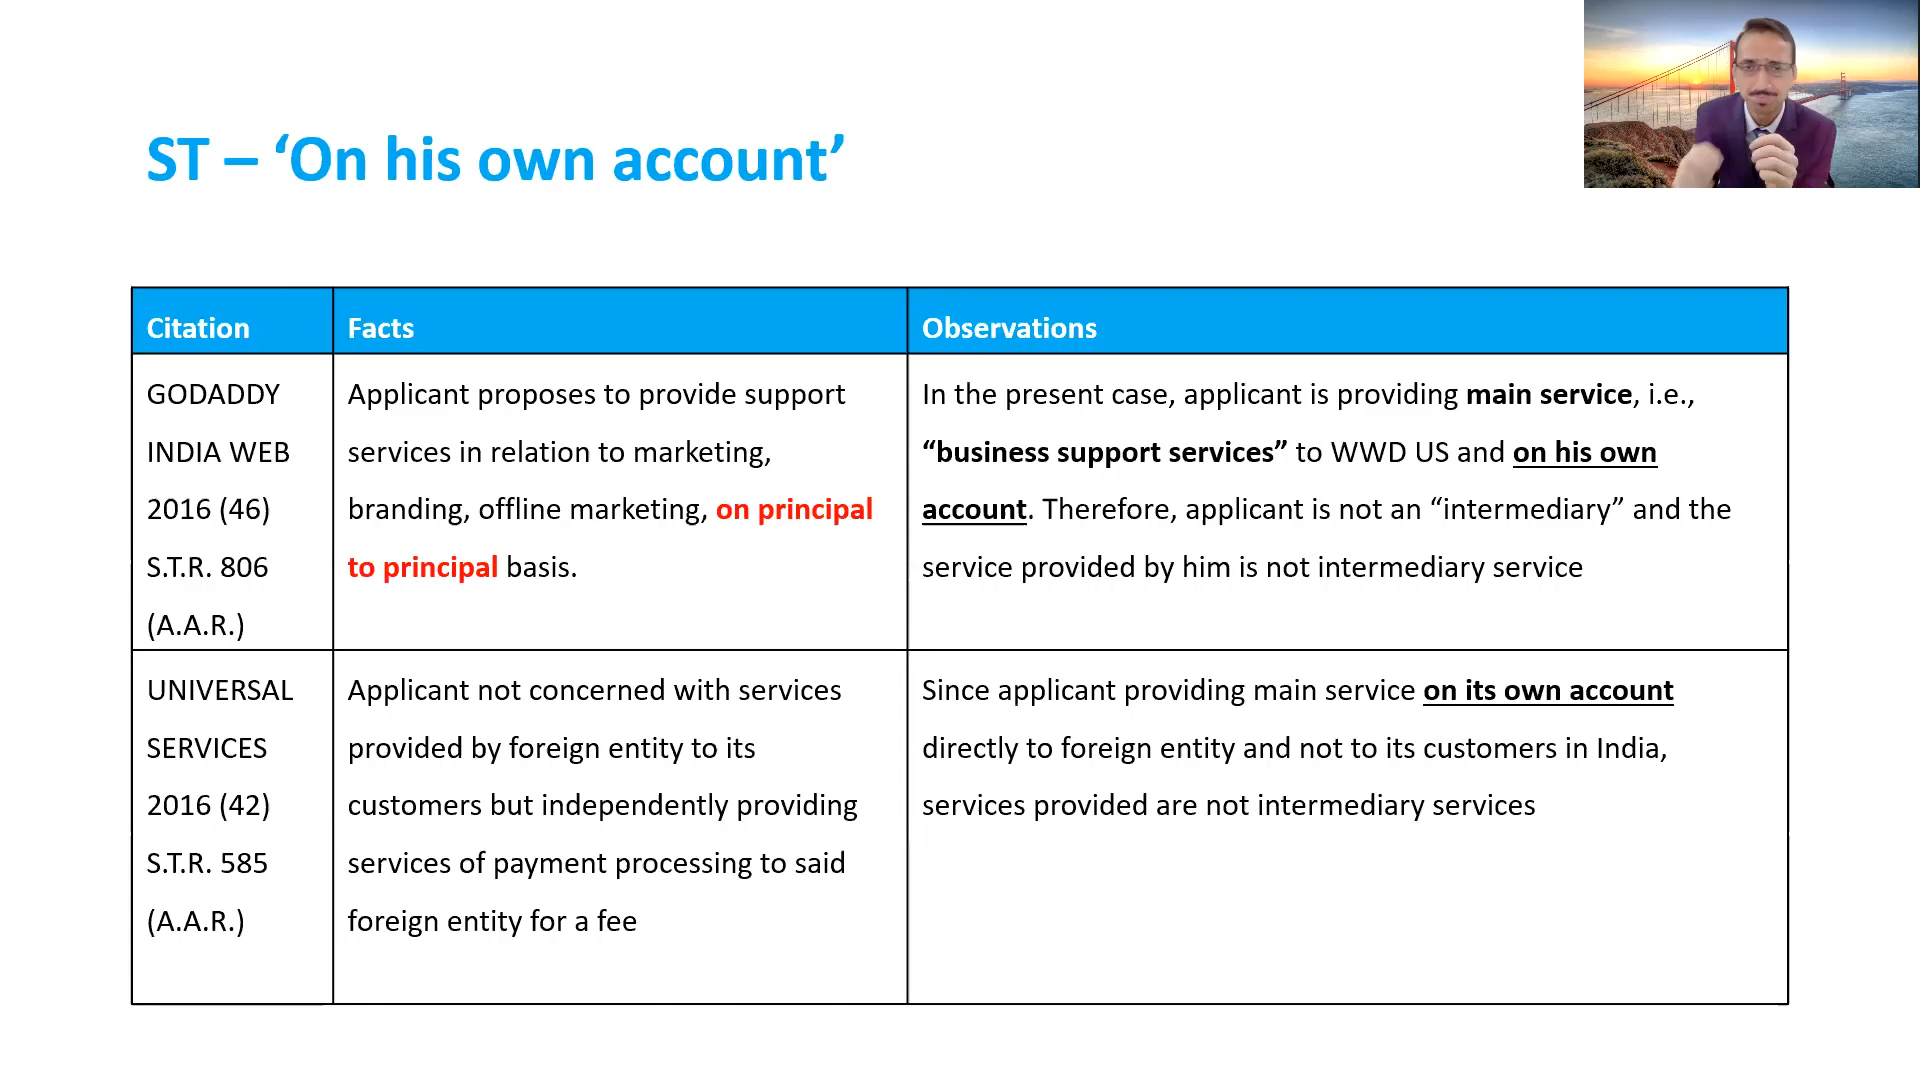 ST – ‘On his own account’
Citation
Facts
Observations
GODADDY
INDIA WEB
2016 (46)
S.T.R. 806
(A.A.R.)
Applicant proposes to provide support
services in relation to marketing,
branding, offline marketing, on principal
to principal basis.
In the present case, applicant is providing main service, i.e.,
“business support services” to WWD US and on his own
account. Therefore, applicant is not an “intermediary” and the
service provided by him is not intermediary service
UNIVERSAL
SERVICES
2016 (42)
S.T.R. 585
(A.A.R.)
Applicant not concerned with services
provided by foreign entity to its
customers but independently providing
services of payment processing to said
foreign entity for a fee
Since applicant providing main service on its own account
directly to foreign entity and not to its customers in India,
services provided are not intermediary services